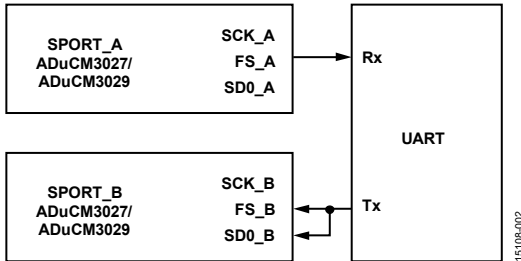 SPORT_A
ADuCM3027/
ADuCM3029
SCK_A
FS_A
SD0_A
Rx
UART
SPORT_B
ADuCM3027/
ADuCM3029
SCK_B
FS_B
SD0_B
Tx
15108-002